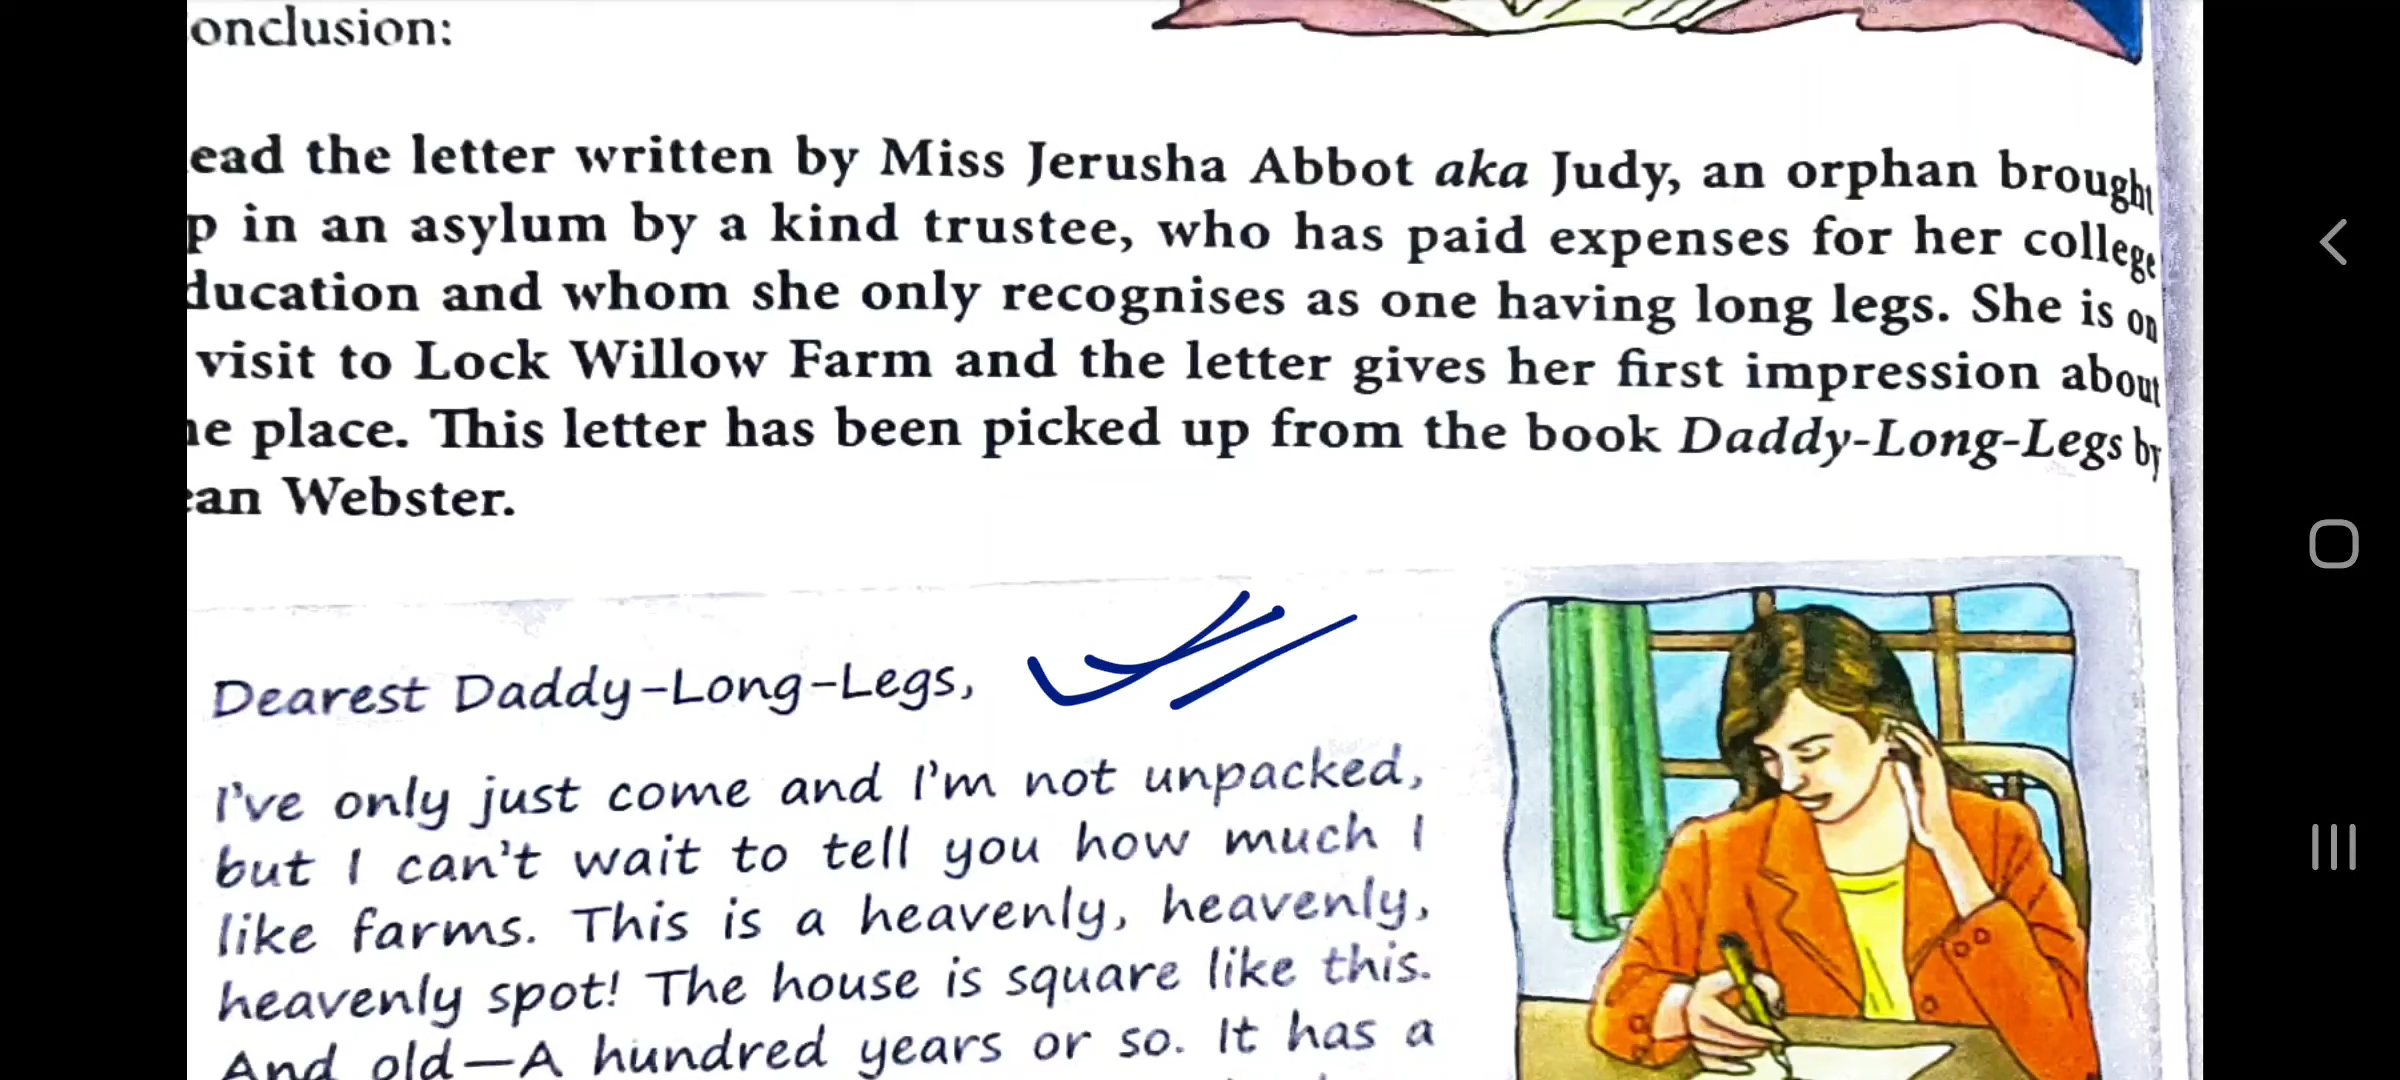 onclusion:
ead the letter written by Miss Jerusha Abbot aka Judy, an orphan brought
p in an asylum by a kind trustee, who has paid expenses for her college
ducation and whom she only recognises as one having long legs. She is on
visit to Lock Willow Farm and the letter gives her first impression about
he place. This letter has been picked up from the book Daddy-Long-Legs by
ean Webster.
Dearest Daddy-Long-Legs,
I've only just come and I'm not unpacked,
but I can't wait to tell you how much I
like farms. This is a heavenly, heavenly,
heavenly spot! The house is square like this.
And old—A hundred years or so. It has a